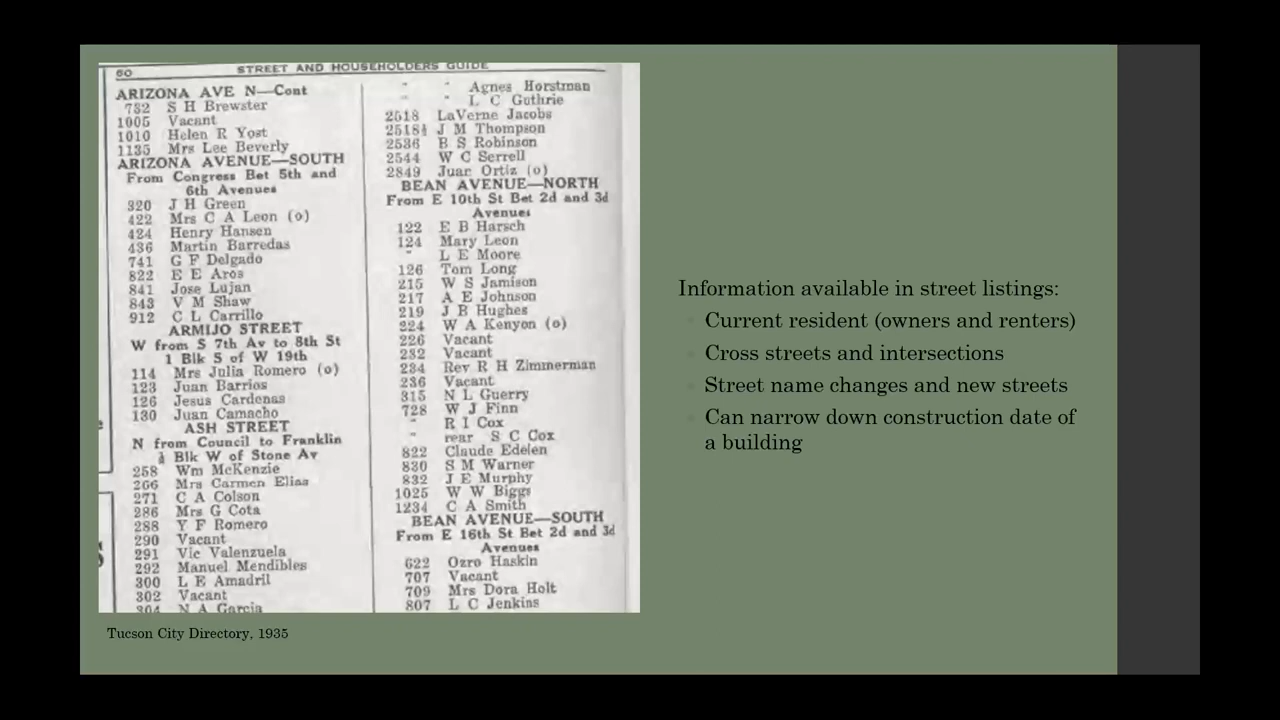 60
STREET AND HOUSEHOLDERS GUIDE
ARIZONA AVE N—Cont
732 S H Brewster
1005 Vacant
1010 Helen R Yost
1135 Mrs Lee Beverly
ARIZONA AVENUE—SOUTH
From Congress Bet 5th and
6th Avenues
320 J H Green
422 Mrs C A Leon (o)
424 Henry Hansen
436 Martin Barredas
741 G F Delgado
822 E E Aros
841 Jose Lujan
843 V M Shaw
912 C L Carrillo
ARMIJO STREET
W from S 7th Av to 8th St
1 Blk S of W 19th
114 Mrs Julia Romero (o)
123 Juan Barrios
126 Jesus Cardenas
130 Juan Camacho
ASH STREET
N from Council to Franklin
½ Blk W of Stone Av
258 Wm McKenzie
266 Mrs Carmen Elias
271 C A Colson
286 Mrs G Cota
288 Y F Romero
290 Vacant
291 Vic Valenzuela
292 Manuel Mendibles
300 L E Amadril
302 Vacant
304 N A Garcia
" " Agnes Horstman
" " L C Guthrie
2518 LaVerne Jacobs
2518½ J M Thompson
2536 B S Robinson
2544 W C Serrell
2849 Juan Ortiz (o)
BEAN AVENUE—NORTH
From E 10th St Bet 2d and 3d
Avenues
122 E B Harsch
124 Mary Leon
" L E Moore
126 Tom Long
215 W S Jamison
217 A E Johnson
219 J B Hughes
224 W A Kenyon (o)
226 Vacant
232 Vacant
234 Rev R H Zimmerman
236 Vacant
315 N L Guerry
728 W J Finn
" R I Cox
" rear S C Cox
822 Claude Edelen
830 S M Warner
832 J E Murphy
1025 W W Biggs
1234 C A Smith
BEAN AVENUE—SOUTH
From E 16th St Bet 2d and 3d
Avenues
622 Ozro Haskin
707 Vacant
709 Mrs Dora Holt
807 L C Jenkins
Tucson City Directory, 1935
Information available in street listings:
Current resident (owners and renters)
Cross streets and intersections
Street name changes and new streets
Can narrow down construction date of
a building